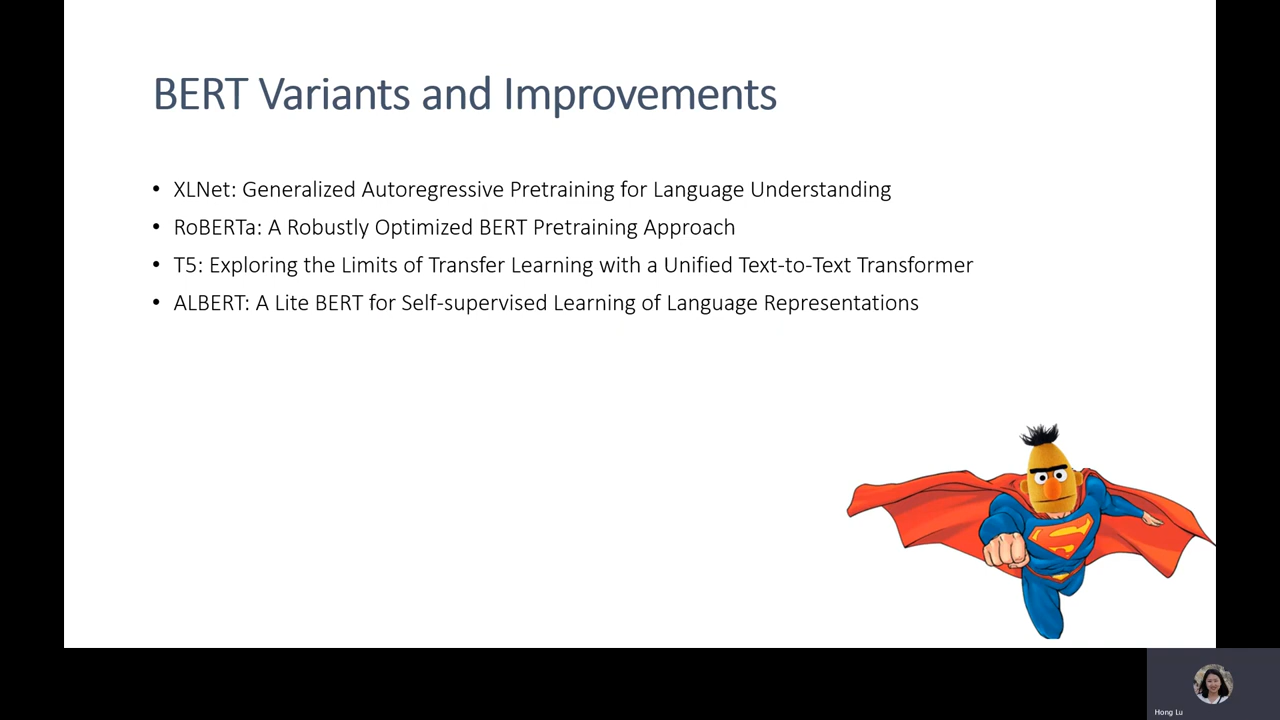 BERT Variants and Improvements
• XLNet: Generalized Autoregressive Pretraining for Language Understanding
• RoBERTa: A Robustly Optimized BERT Pretraining Approach
• T5: Exploring the Limits of Transfer Learning with a Unified Text-to-Text Transformer
• ALBERT: A Lite BERT for Self-supervised Learning of Language Representations
Hong Lu